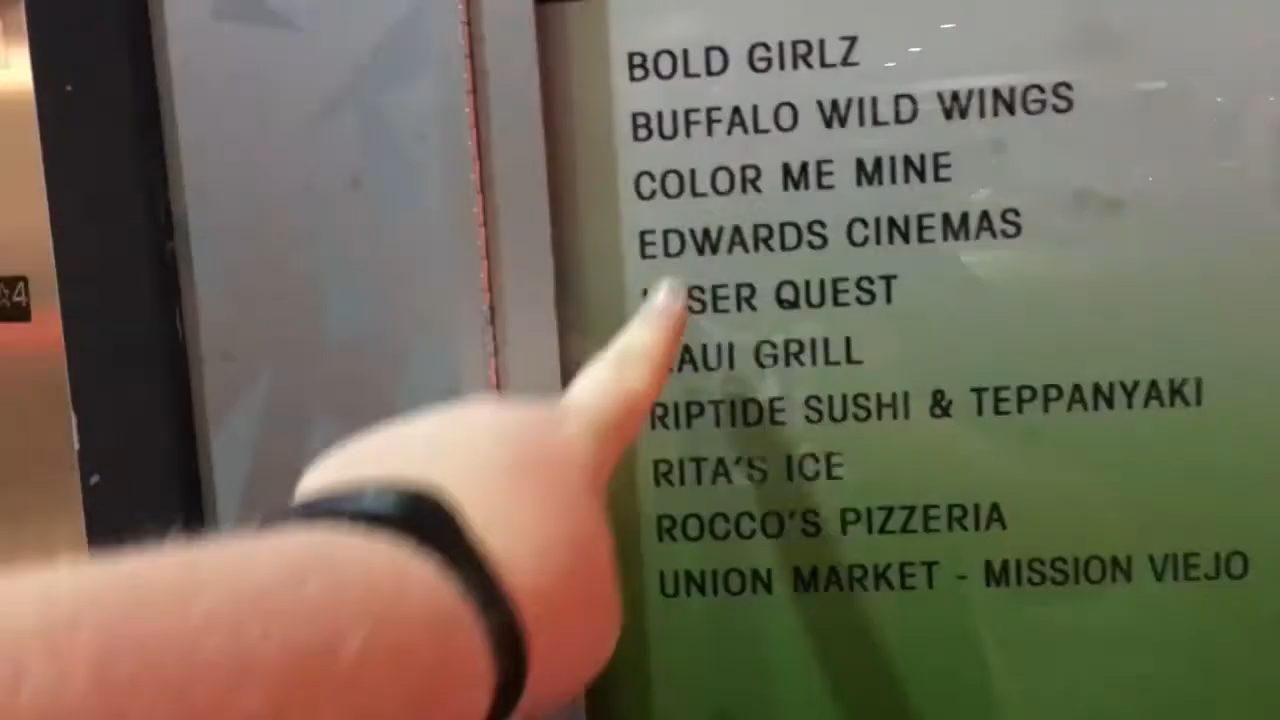 BOLD GIRLZ
BUFFALO WILD WINGS
COLOR ME MINE
EDWARDS CINEMAS
QUEST
GRILL
RIPTIDE SUSHI & TEPPANYAKI
RITA'S ICE
ROCCO'S PIZZERIA
UNION MARKET - MISSION VIEJO
☆4